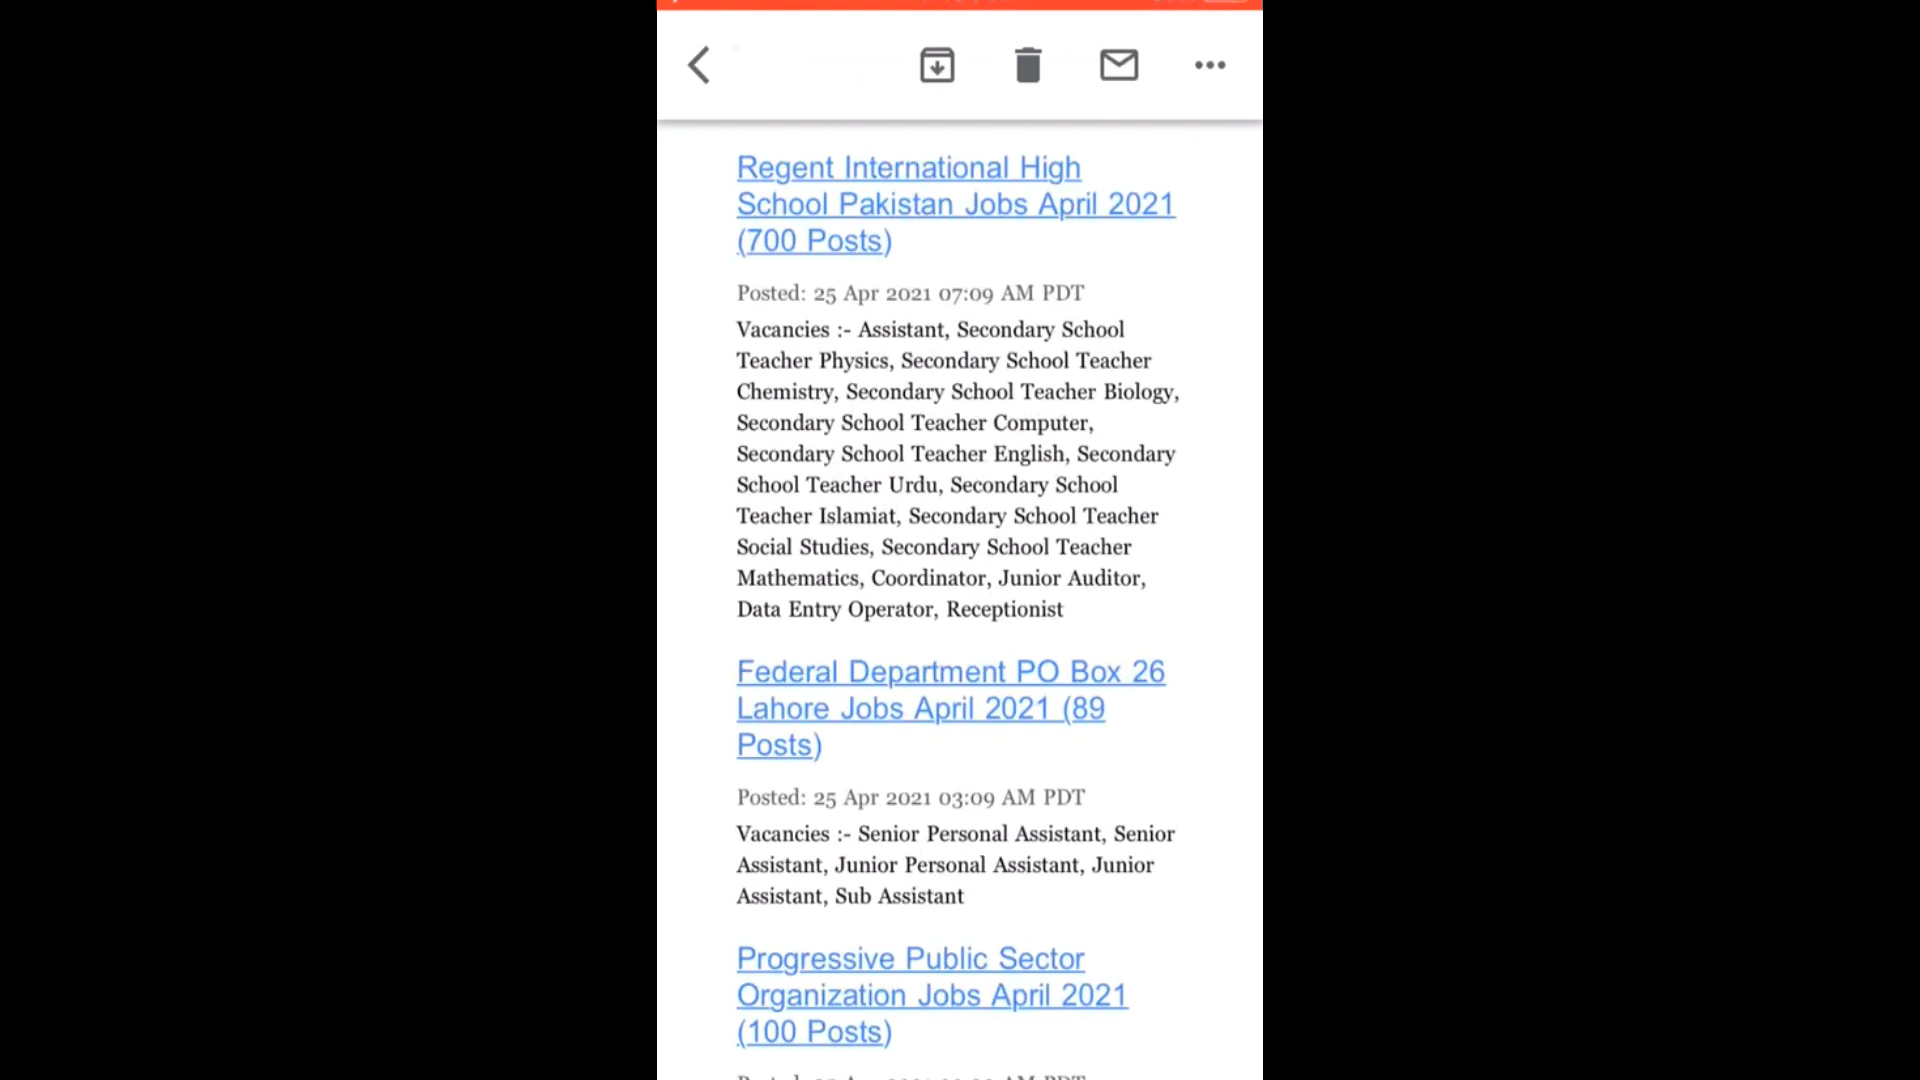 Regent International High
School Pakistan Jobs April 2021
(700 Posts)
Posted: 25 Apr 2021 07:09 AM PDT
Vacancies :- Assistant, Secondary School
Teacher Physics, Secondary School Teacher
Chemistry, Secondary School Teacher Biology,
Secondary School Teacher Computer,
Secondary School Teacher English, Secondary
School Teacher Urdu, Secondary School
Teacher Islamiat, Secondary School Teacher
Social Studies, Secondary School Teacher
Mathematics, Coordinator, Junior Auditor,
Data Entry Operator, Receptionist
Federal Department PO Box 26
Lahore Jobs April 2021 (89
Posts)
Posted: 25 Apr 2021 03:09 AM PDT
Vacancies :- Senior Personal Assistant, Senior
Assistant, Junior Personal Assistant, Junior
Assistant, Sub Assistant
Progressive Public Sector
Organization Jobs April 2021
(100 Posts)